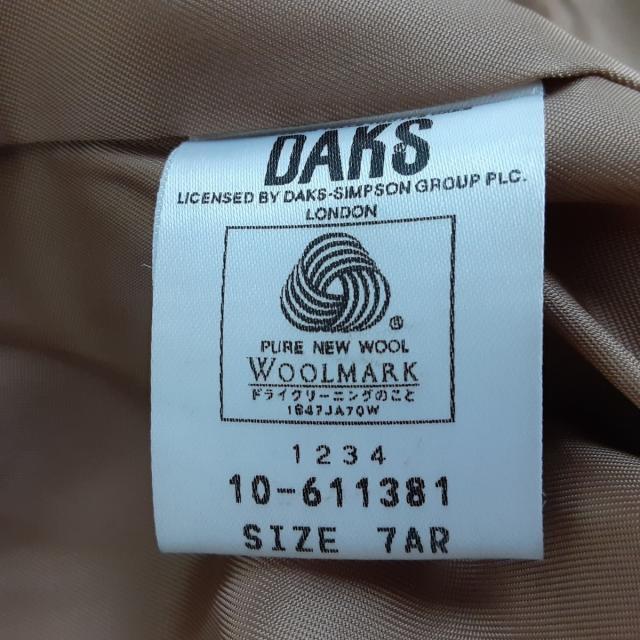 DAKS
LICENSED BY DAKS-SIMPSON GROUP PLC.
LONDON
®
PURE NEW WOOL
WOOLMARK
ドライクリーニングのこと
1647JA70W
1234
10-611381
SIZE 7AR